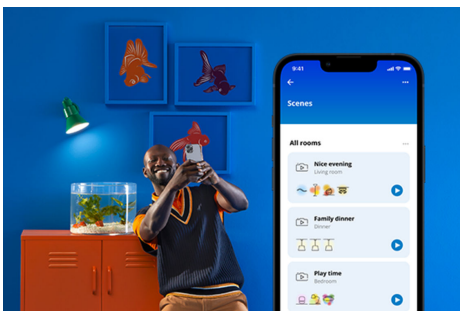 9:41
Scenes
All rooms
Nice evening
Living room
Family dinner
Dinner
Play time
Bedroom